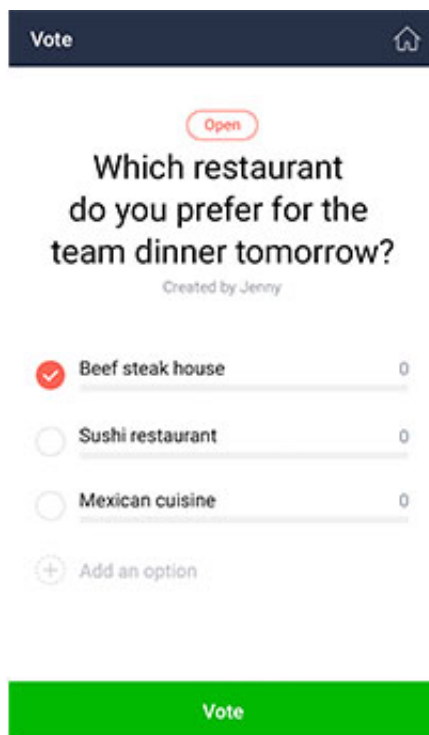 Vote
Open
Which restaurant
do you prefer for the
team dinner tomorrow?
Created by Jenny
Beef steak house 0
Sushi restaurant 0
Mexican cuisine 0
Add an option
Vote